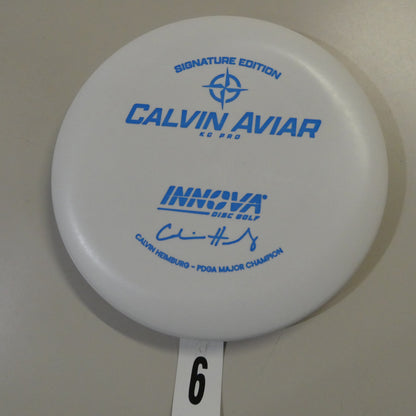 SIGNATURE EDITION
CALVIN AVIAR
KC PRO
INNOVA
DISC GOLF
CALVIN HEIMBURG - PDGA MAJOR CHAMPION
6